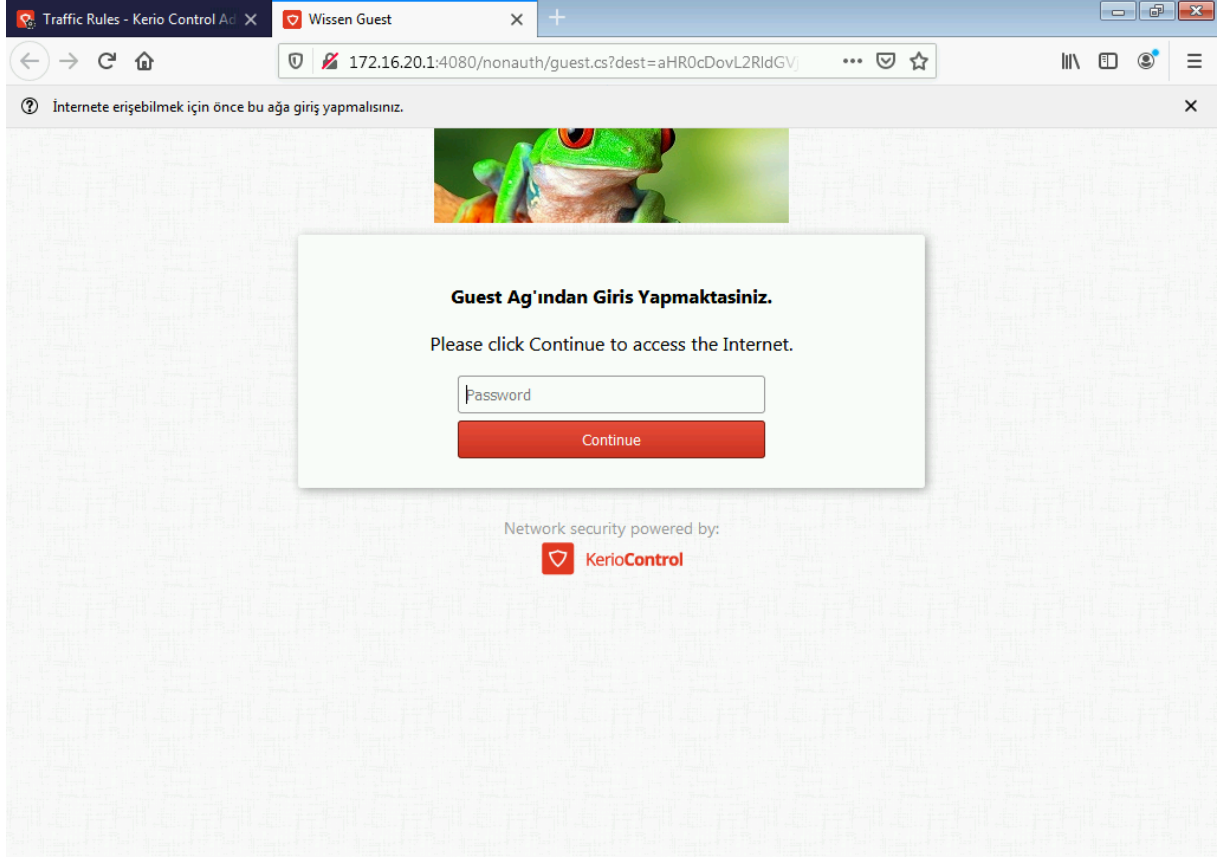 Traffic Rules - Kerio Control Ad
Wissen Guest
172.16.20.1:4080/nonauth/guest.cs?dest=aHR0cDovL2RldGVj
İnternete erişebilmek için önce bu ağa giriş yapmalısınız.
Guest Ag'ından Giris Yapmaktasiniz.
Please click Continue to access the Internet.
Password
Continue
Network security powered by:
KerioControl